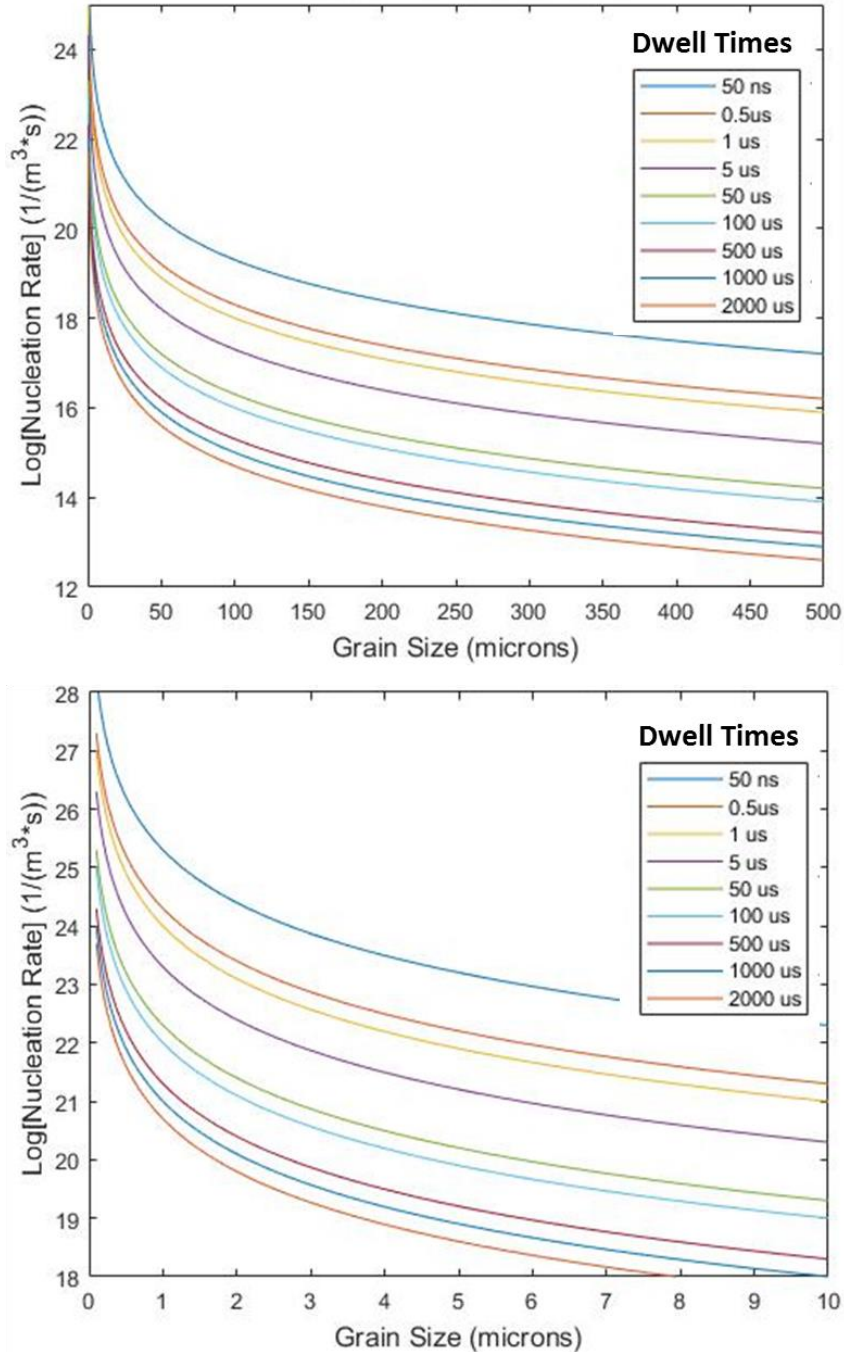 24
22
20
18
16
14
12
Log[Nucleation Rate] (1/(m³*s))
Dwell Times
50 ns
0.5us
1 us
5 us
50 us
100 us
500 us
1000 us
2000 us
0 50 100 150 200 250 300 350 400 450 500
Grain Size (microns)
28
27
26
25
24
23
22
21
20
19
18
Log[Nucleation Rate] (1/(m³*s))
Dwell Times
50 ns
0.5us
1 us
5 us
50 us
100 us
500 us
1000 us
2000 us
0 1 2 3 4 5 6 7 8 9 10
Grain Size (microns)